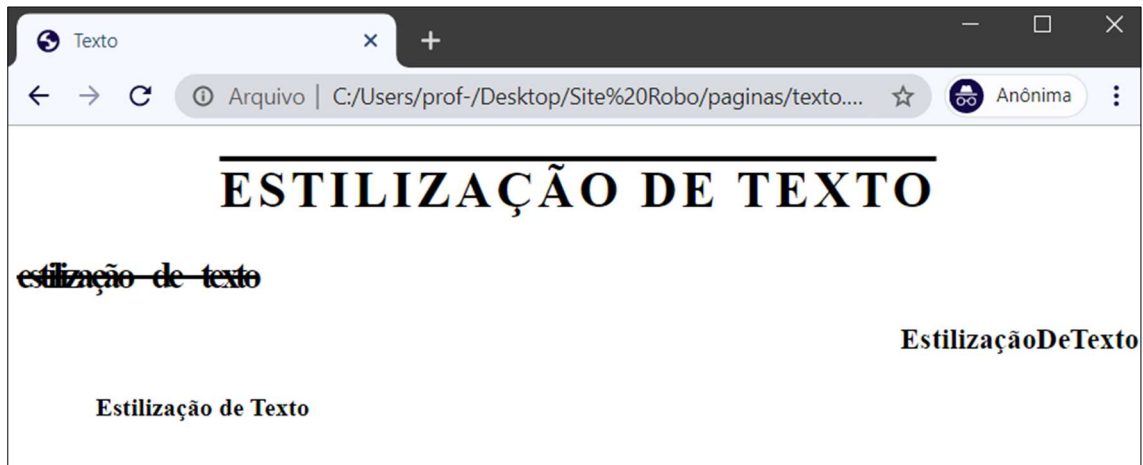 Texto
Arquivo | C:/Users/prof-/Desktop/Site%20Robo/paginas/texto.... Anônima
ESTILIZAÇÃO DE TEXTO
estilização de texto
EstilizaçãoDeTexto
Estilização de Texto